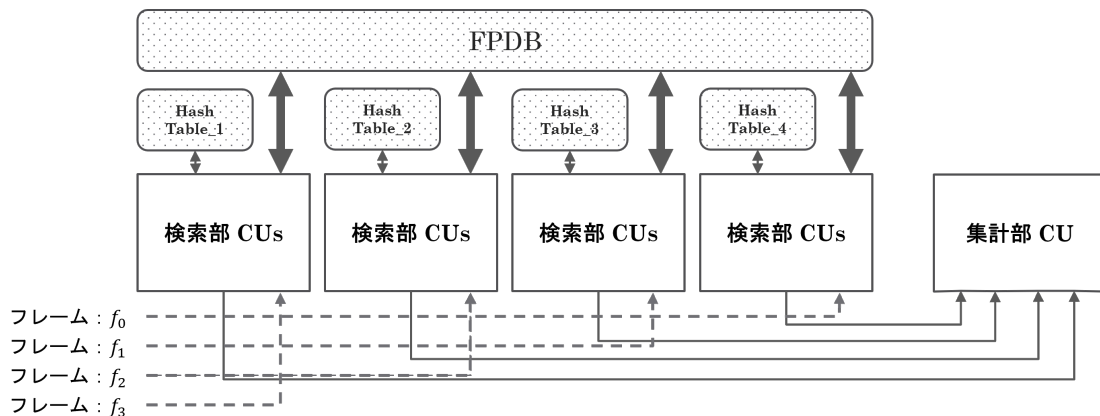 FPDB
Hash
Table_1
Hash
Table_2
Hash
Table_3
Hash
Table_4
検索部 CUs
検索部 CUs
検索部 CUs
検索部 CUs
集計部 CU
フレーム : f₀
フレーム : f₁
フレーム : f₂
フレーム : f₃